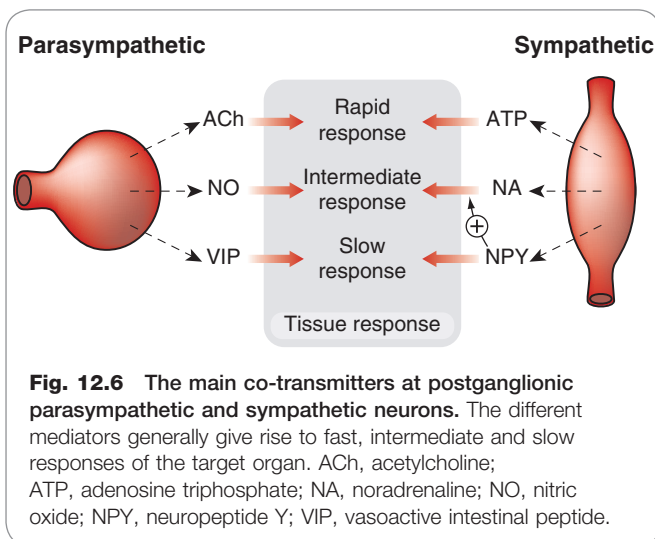 Parasympathetic Sympathetic
ACh Rapid response ATP
NO Intermediate response NA
+
VIP Slow response NPY
Tissue response
Fig. 12.6 The main co-transmitters at postganglionic
parasympathetic and sympathetic neurons. The different
mediators generally give rise to fast, intermediate and slow
responses of the target organ. ACh, acetylcholine;
ATP, adenosine triphosphate; NA, noradrenaline; NO, nitric
oxide; NPY, neuropeptide Y; VIP, vasoactive intestinal peptide.